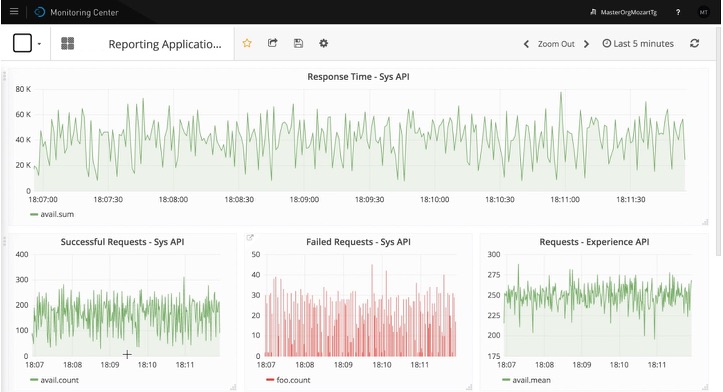 Monitoring Center
MasterOrgMozartTg
?
MT
Reporting Applicatio...
Zoom Out
Last 5 minutes
Response Time - Sys API
80 K
60 K
40 K
20 K
0
18:07:00 18:07:30 18:08:00 18:08:30 18:09:00 18:09:30 18:10:00 18:10:30 18:11:00 18:11:30
avail.sum
Successful Requests - Sys API
400
300
200
100
0
18:07 18:08 18:09 18:10 18:11
avail.count
Failed Requests - Sys API
50
40
30
20
10
0
18:07 18:08 18:09 18:10 18:11
foo.count
Requests - Experience API
300
275
250
225
200
175
18:07 18:08 18:09 18:10 18:11
avail.mean